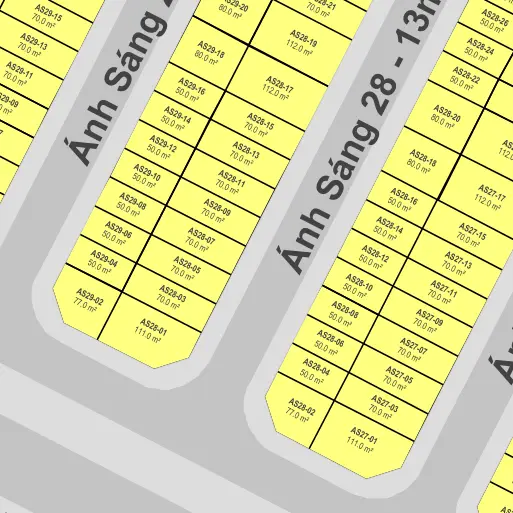 AS29-15
70.0 m²
AS29-13
70.0 m²
AS29-11
70.0 m²
Ánh Sáng 2
AS29-20
80.0 m²
AS29-18
80.0 m²
AS29-16
50.0 m²
AS29-14
50.0 m²
AS29-12
50.0 m²
AS29-10
50.0 m²
AS29-08
50.0 m²
AS29-06
50.0 m²
AS29-04
50.0 m²
AS29-02
77.0 m²
70.0 m²
AS28-19
112.0 m²
AS28-17
112.0 m²
AS28-15
70.0 m²
AS28-13
70.0 m²
AS28-11
70.0 m²
AS28-09
70.0 m²
AS28-07
70.0 m²
AS28-05
70.0 m²
AS28-03
70.0 m²
AS28-01
111.0 m²
Ánh Sáng 28 - 13m
AS28-26
50.0 m²
AS28-24
50.0 m²
AS28-22
50.0 m²
AS28-20
80.0 m²
AS28-18
80.0 m²
AS28-16
50.0 m²
AS28-14
50.0 m²
AS28-12
50.0 m²
AS28-10
50.0 m²
AS28-08
50.0 m²
AS28-06
50.0 m²
AS28-04
50.0 m²
AS28-02
77.0 m²
AS27-17
112.0 m²
AS27-15
70.0 m²
AS27-13
70.0 m²
AS27-11
70.0 m²
AS27-09
70.0 m²
AS27-07
70.0 m²
AS27-05
70.0 m²
AS27-03
70.0 m²
AS27-01
111.0 m²